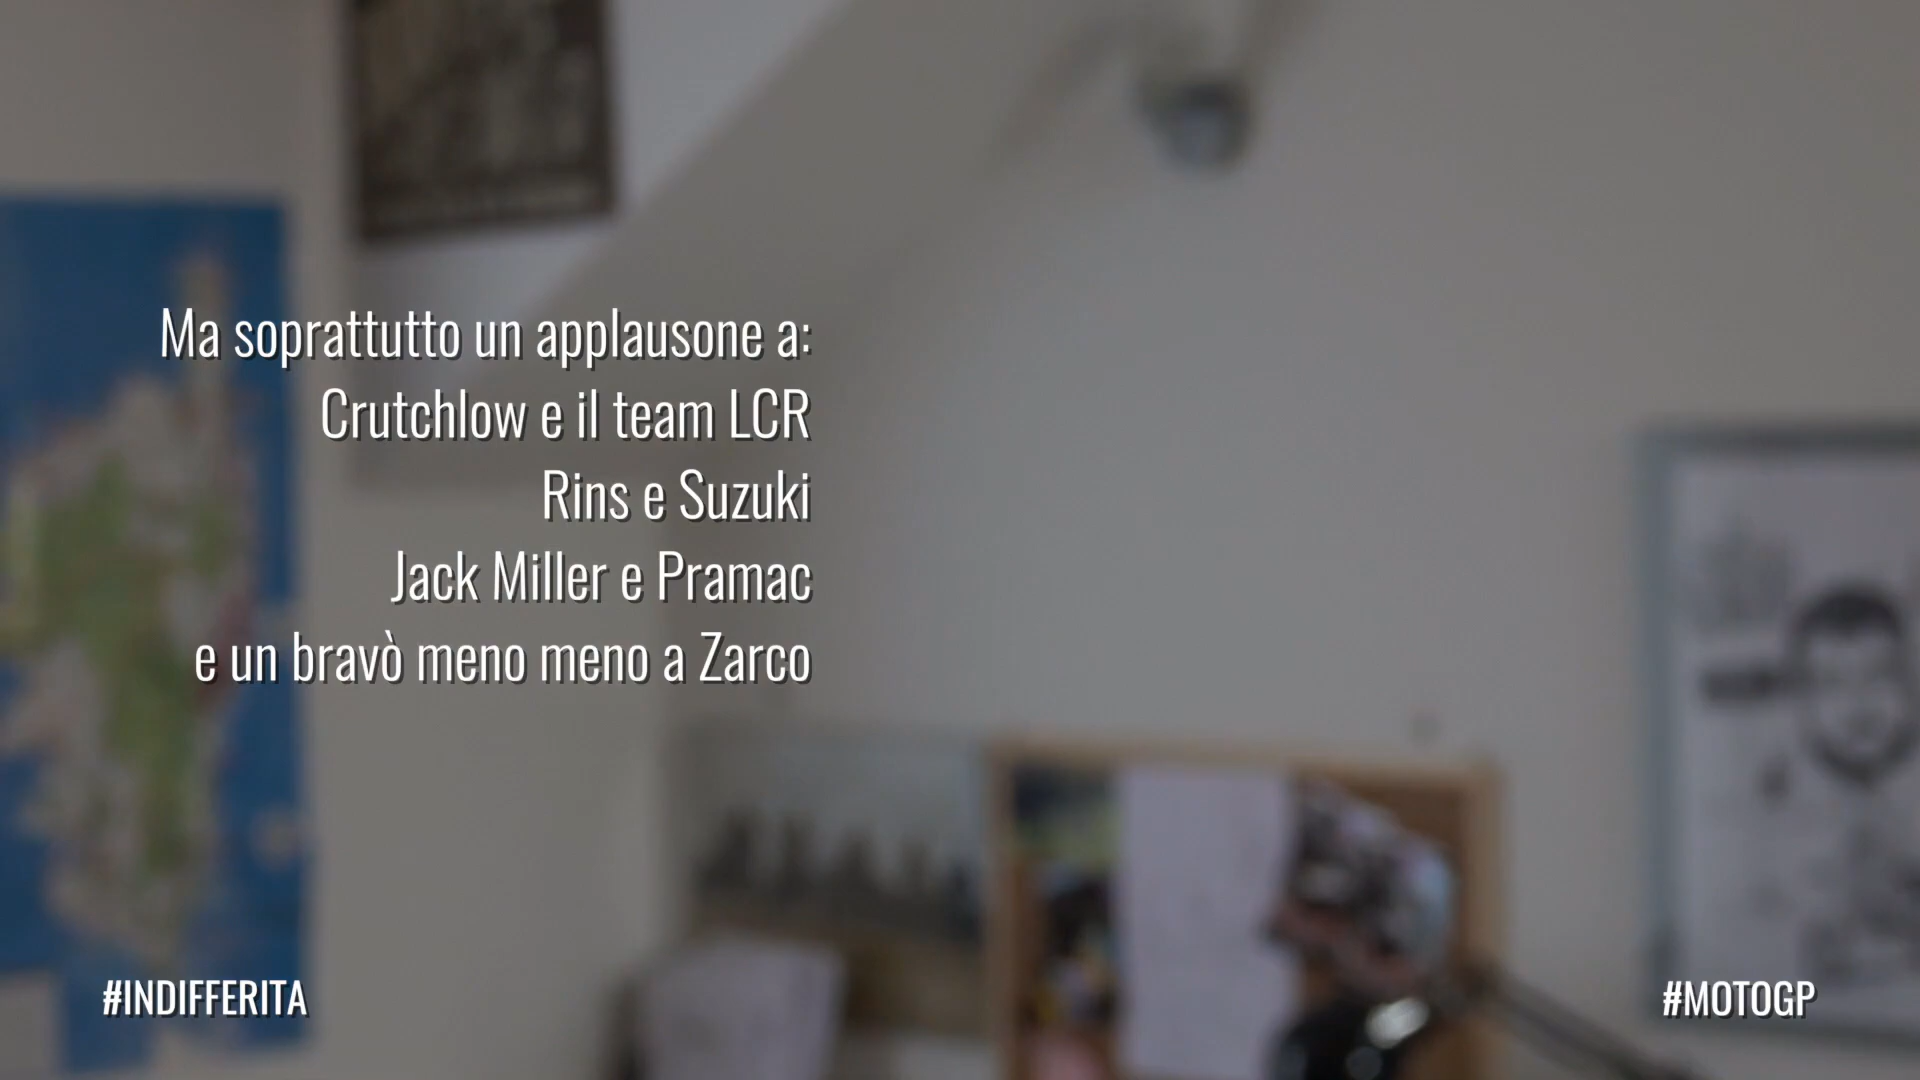 Ma soprattutto un applausone a:
Crutchlow e il team LCR
Rins e Suzuki
Jack Miller e Pramac
e un bravò meno meno a Zarco
#INDIFFERITA
#MOTOGP